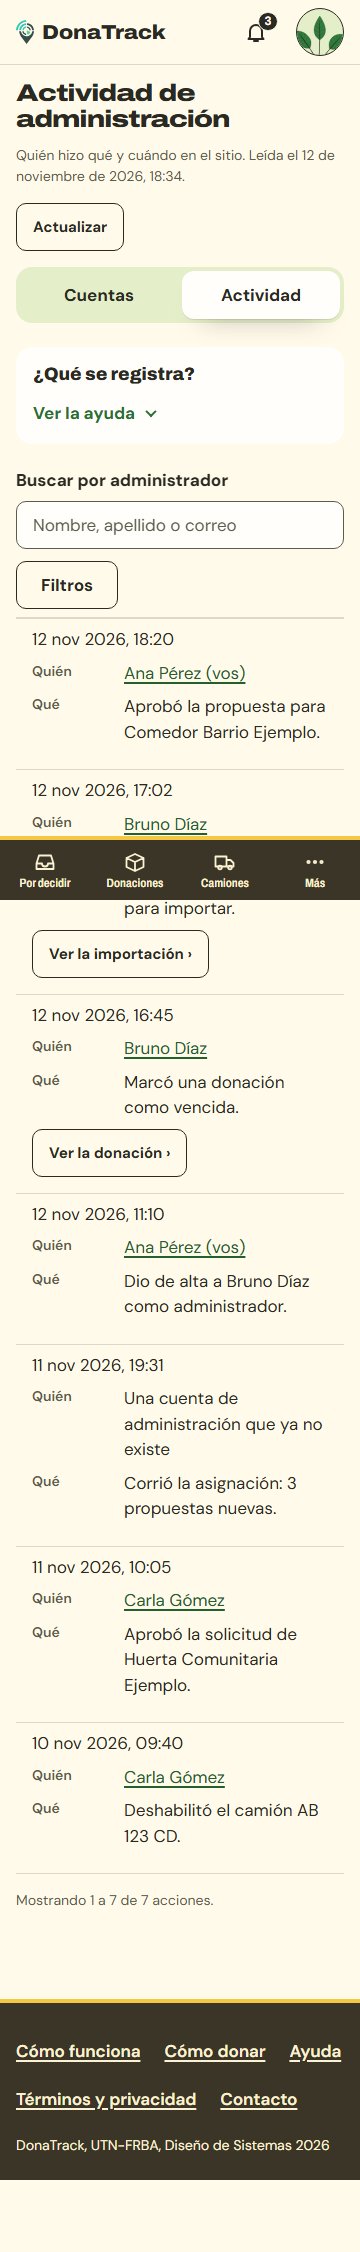 DonaTrack
3
Actividad de
administración
Quién hizo qué y cuándo en el sitio. Leída el 12 de
noviembre de 2026, 18:34.
Actualizar
Cuentas
Actividad
¿Qué se registra?
Ver la ayuda
Buscar por administrador
Nombre, apellido o correo
Filtros
12 nov 2026, 18:20
Quién
Ana Pérez (vos)
Qué
Aprobó la propuesta para
Comedor Barrio Ejemplo.
12 nov 2026, 17:02
Quién
Bruno Díaz
Por decidir
Donaciones
Camiones
Más
para importar.
Ver la importación ›
12 nov 2026, 16:45
Quién
Bruno Díaz
Qué
Marcó una donación
como vencida.
Ver la donación ›
12 nov 2026, 11:10
Quién
Ana Pérez (vos)
Qué
Dio de alta a Bruno Díaz
como administrador.
11 nov 2026, 19:31
Quién
Una cuenta de
administración que ya no
existe
Qué
Corrió la asignación: 3
propuestas nuevas.
11 nov 2026, 10:05
Quién
Carla Gómez
Qué
Aprobó la solicitud de
Huerta Comunitaria
Ejemplo.
10 nov 2026, 09:40
Quién
Carla Gómez
Qué
Deshabilitó el camión AB
123 CD.
Mostrando 1 a 7 de 7 acciones.
Cómo funciona
Cómo donar
Ayuda
Términos y privacidad
Contacto
DonaTrack, UTN-FRBA, Diseño de Sistemas 2026